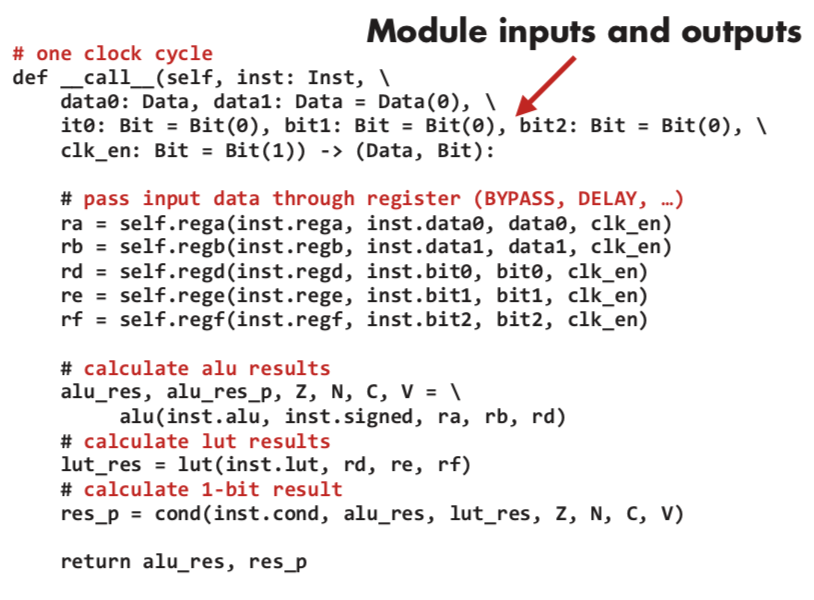 Module inputs and outputs
# one clock cycle
def __call__(self, inst: Inst, \
    data0: Data, data1: Data = Data(0), \
    it0: Bit = Bit(0), bit1: Bit = Bit(0), bit2: Bit = Bit(0), \
    clk_en: Bit = Bit(1)) -> (Data, Bit):
    # pass input data through register (BYPASS, DELAY, …)
    ra = self.rega(inst.rega, inst.data0, data0, clk_en)
    rb = self.regb(inst.regb, inst.data1, data1, clk_en)
    rd = self.regd(inst.regd, inst.bit0, bit0, clk_en)
    re = self.rege(inst.rege, inst.bit1, bit1, clk_en)
    rf = self.regf(inst.regf, inst.bit2, bit2, clk_en)
    # calculate alu results
    alu_res, alu_res_p, Z, N, C, V = \
         alu(inst.alu, inst.signed, ra, rb, rd)
    # calculate lut results
    lut_res = lut(inst.lut, rd, re, rf)
    # calculate 1-bit result
    res_p = cond(inst.cond, alu_res, lut_res, Z, N, C, V)
    return alu_res, res_p